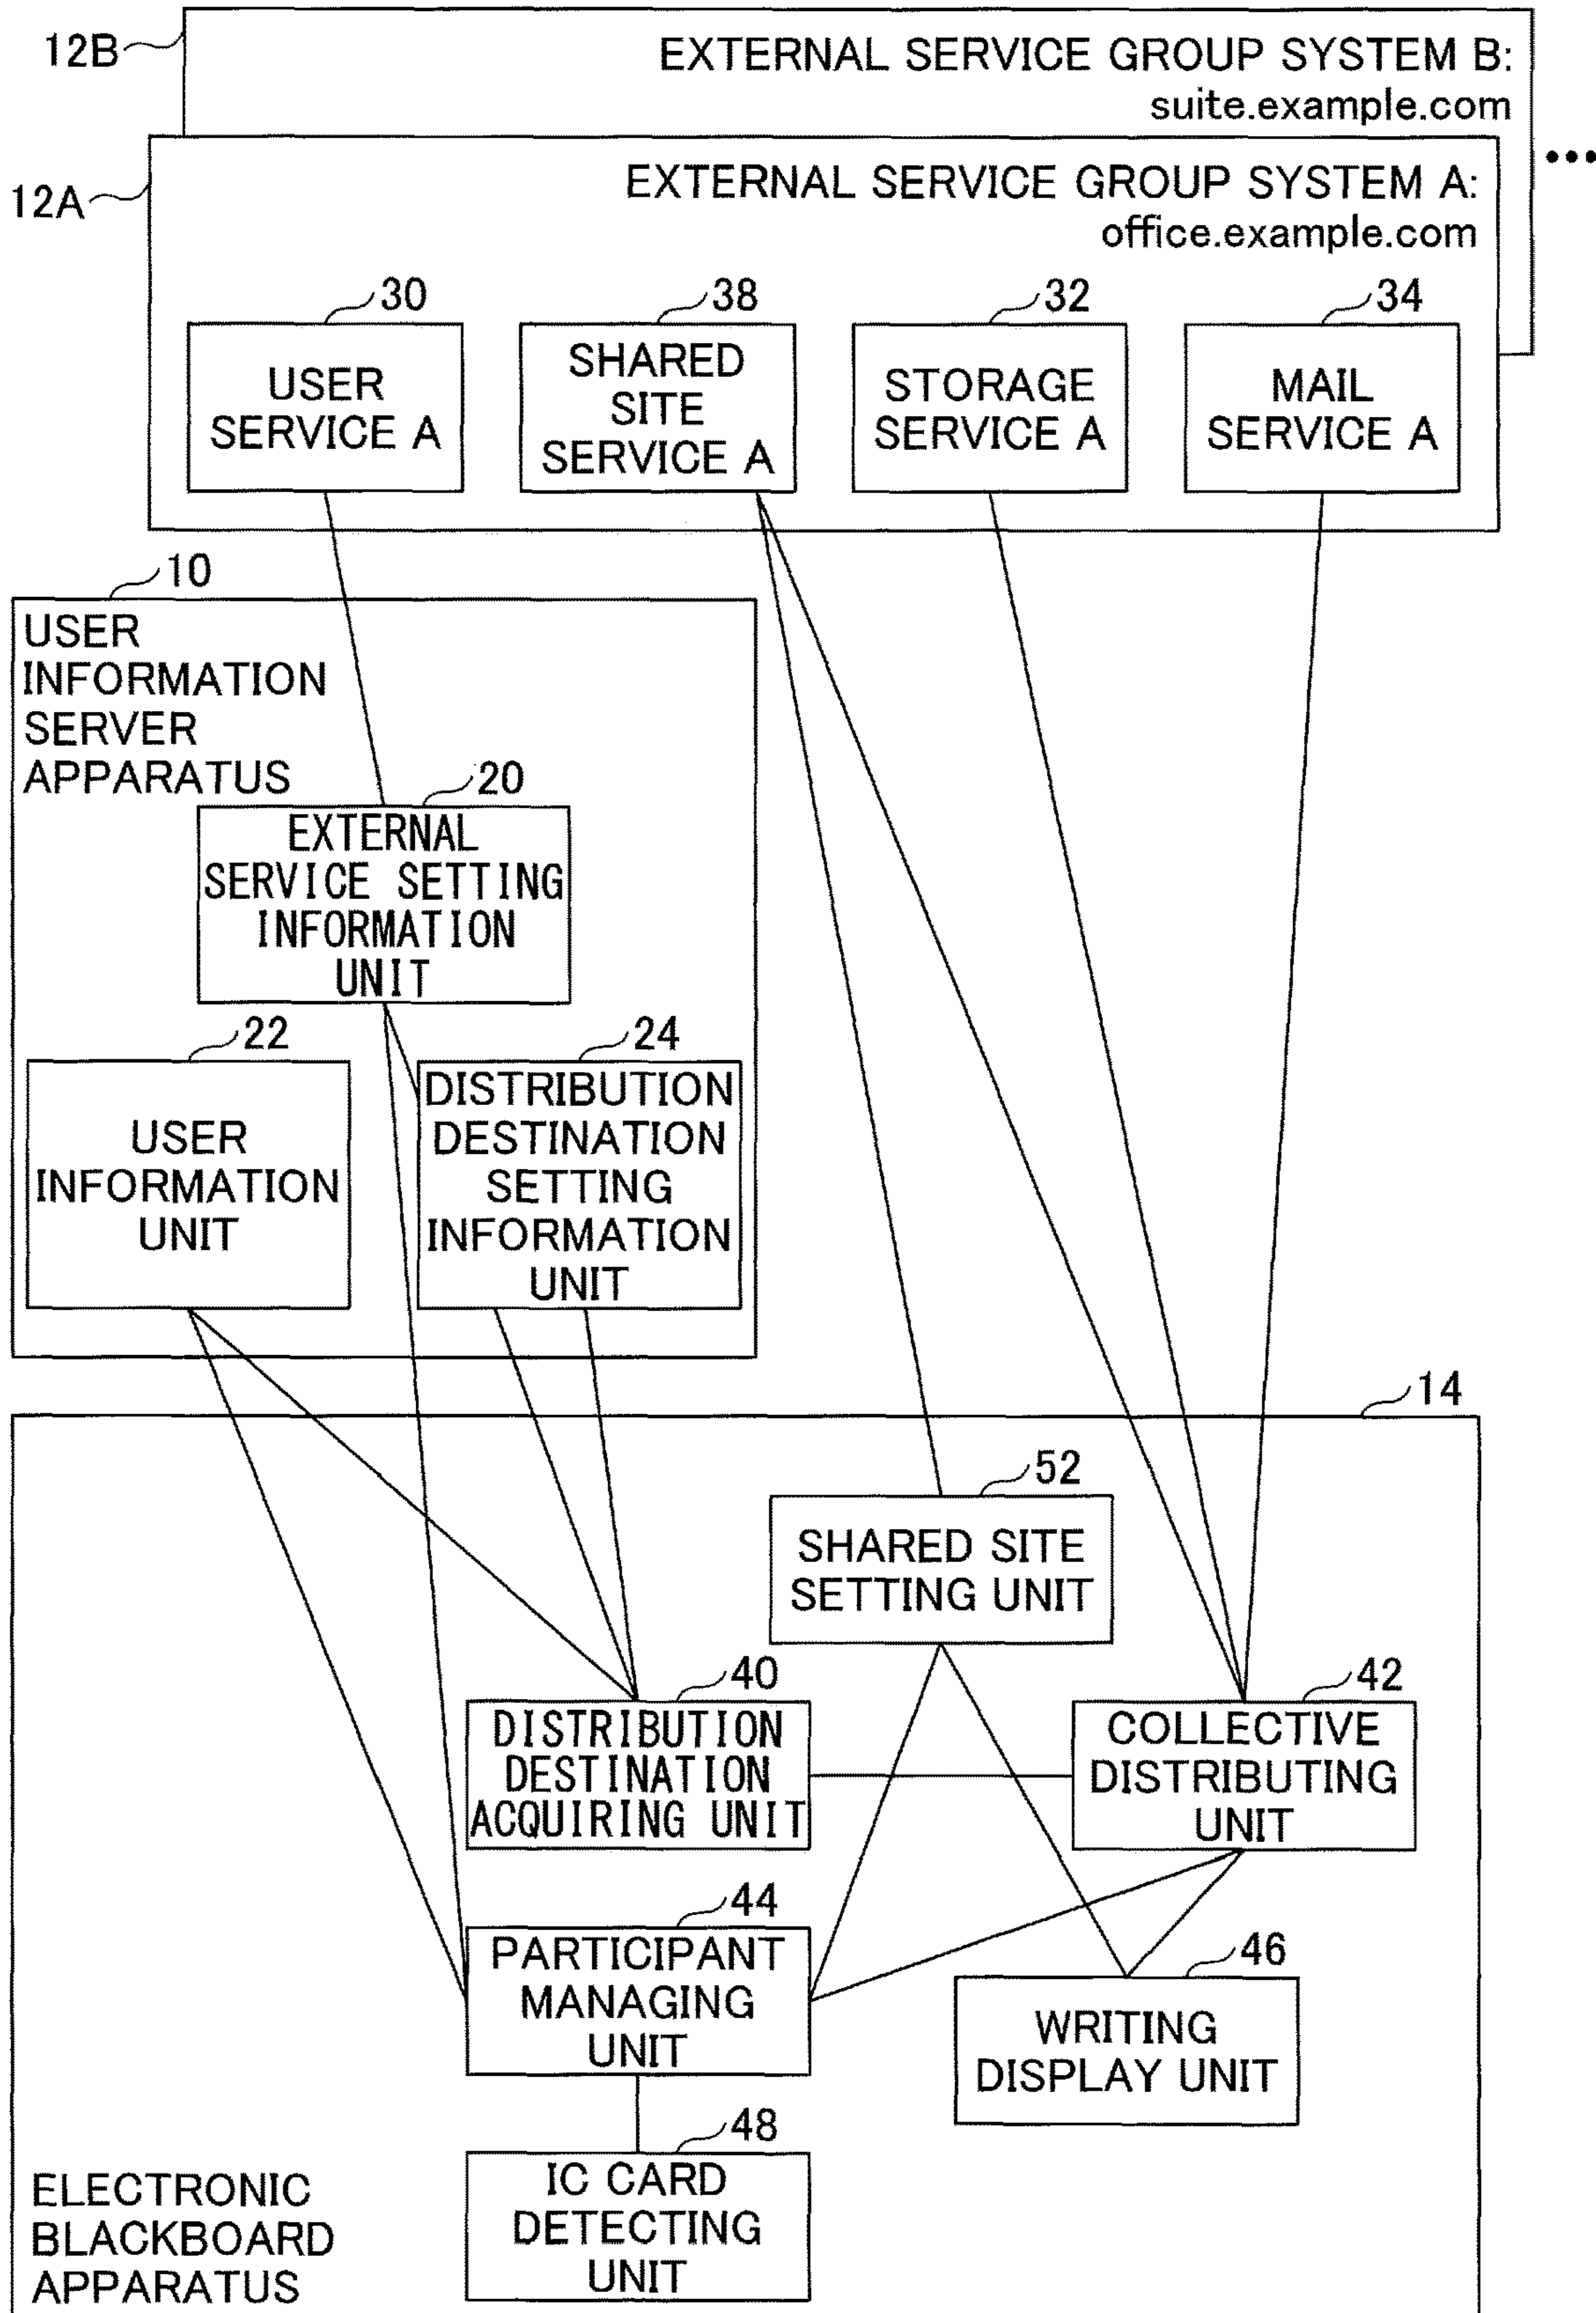 12B
EXTERNAL SERVICE GROUP SYSTEM B:
suite.example.com
...
12A
EXTERNAL SERVICE GROUP SYSTEM A:
office.example.com
30
USER
SERVICE A
38
SHARED
SITE
SERVICE A
32
STORAGE
SERVICE A
34
MAIL
SERVICE A
10
USER
INFORMATION
SERVER
APPARATUS
20
EXTERNAL
SERVICE SETTING
INFORMATION
UNIT
22
USER
INFORMATION
UNIT
24
DISTRIBUTION
DESTINATION
SETTING
INFORMATION
UNIT
14
52
SHARED SITE
SETTING UNIT
40
DISTRIBUTION
DESTINATION
ACQUIRING UNIT
42
COLLECTIVE
DISTRIBUTING
UNIT
44
PARTICIPANT
MANAGING
UNIT
46
WRITING
DISPLAY UNIT
48
IC CARD
DETECTING
UNIT
ELECTRONIC
BLACKBOARD
APPARATUS